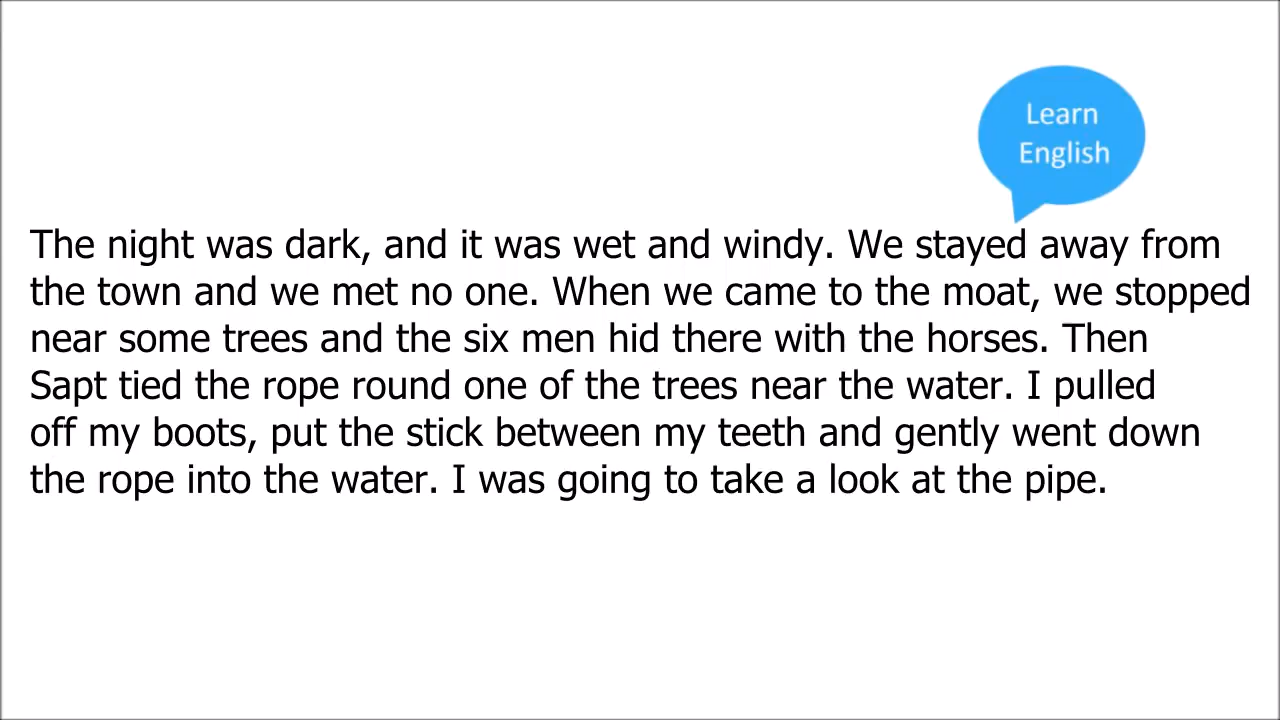 Learn
English
The night was dark, and it was wet and windy. We stayed away from
the town and we met no one. When we came to the moat, we stopped
near some trees and the six men hid there with the horses. Then
Sapt tied the rope round one of the trees near the water. I pulled
off my boots, put the stick between my teeth and gently went down
the rope into the water. I was going to take a look at the pipe.